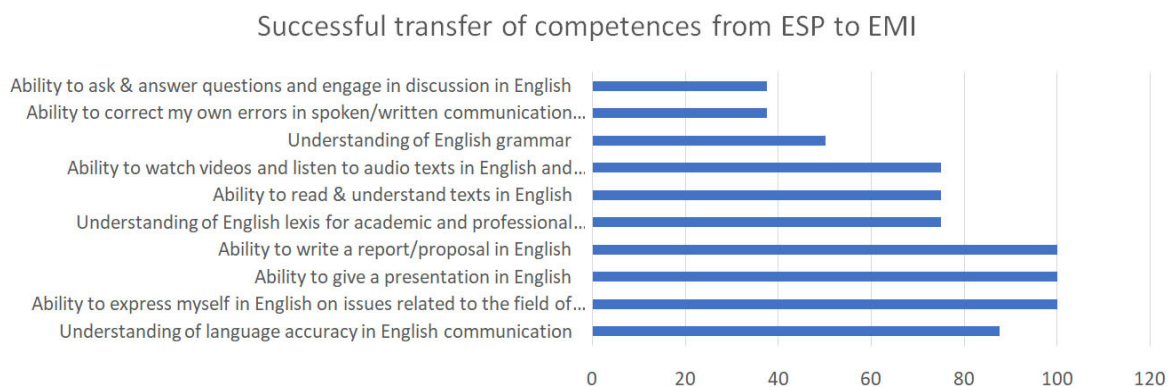 Successful transfer of competences from ESP to EMI
Ability to ask & answer questions and engage in discussion in English
Ability to correct my own errors in spoken/written communication...
Understanding of English grammar
Ability to watch videos and listen to audio texts in English and...
Ability to read & understand texts in English
Understanding of English lexis for academic and professional...
Ability to write a report/proposal in English
Ability to give a presentation in English
Ability to express myself in English on issues related to the field of...
Understanding of language accuracy in English communication
0 20 40 60 80 100 120